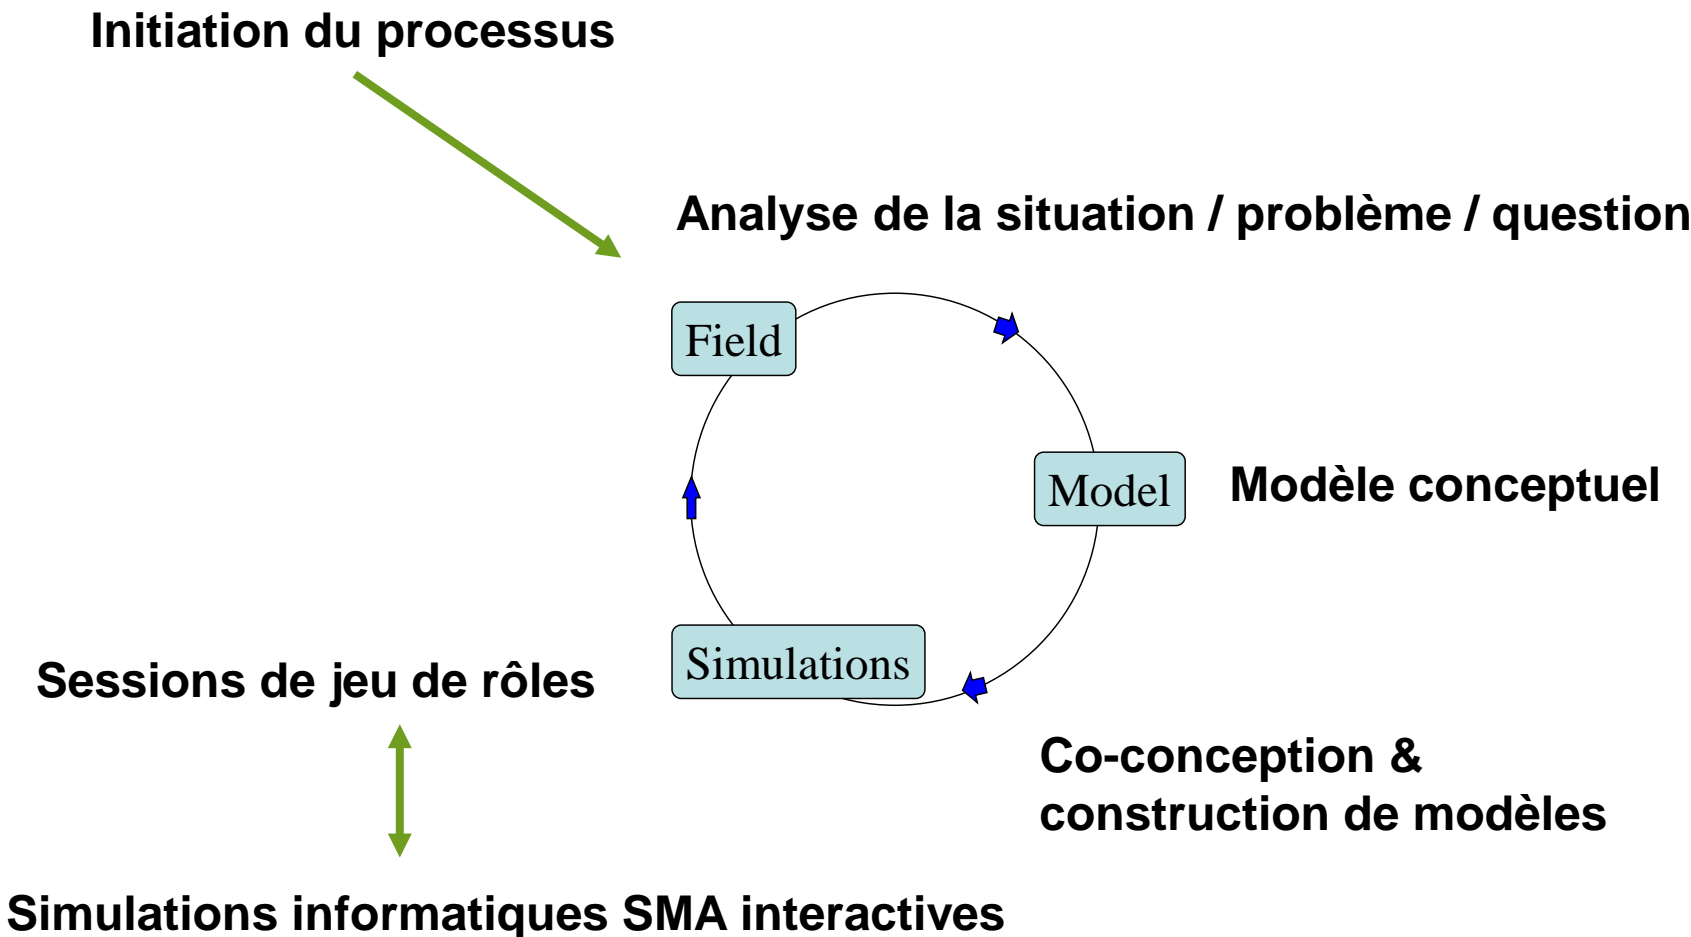 Initiation du processus
Analyse de la situation / problème / question
Field
Model
Modèle conceptuel
Simulations
Sessions de jeu de rôles
Co-conception &
construction de modèles
Simulations informatiques SMA interactives